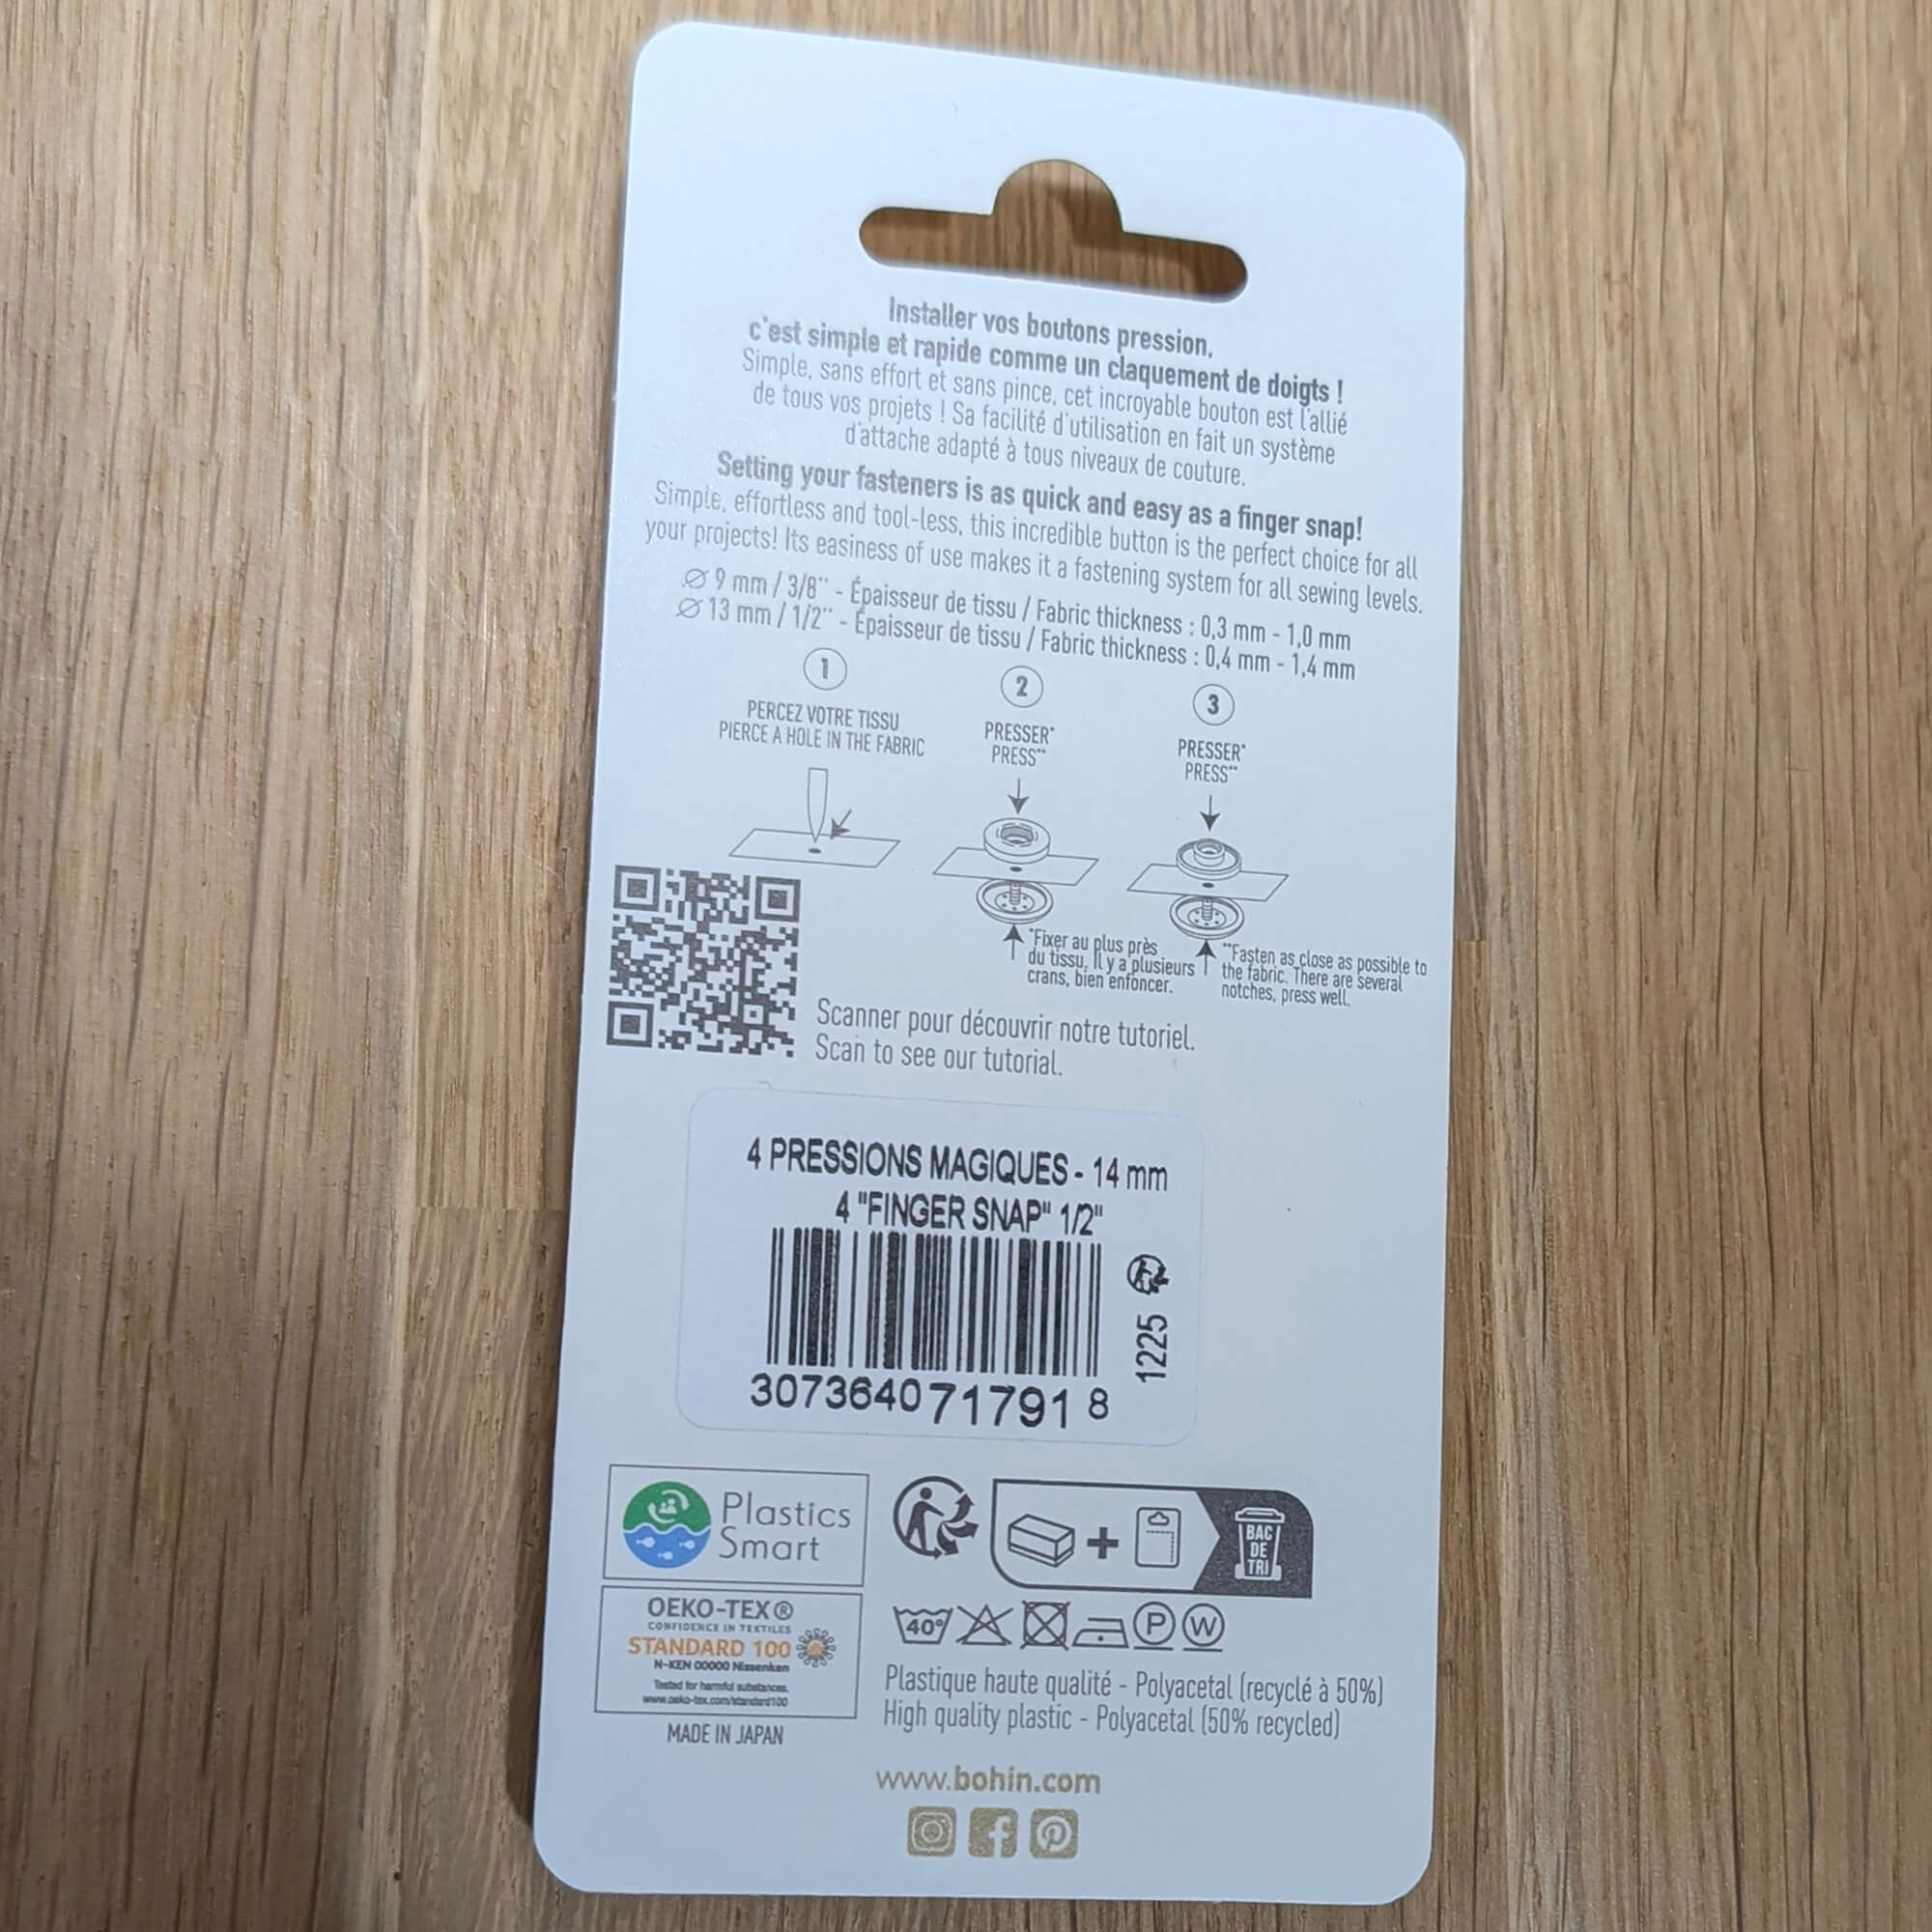 Installer vos boutons pression,
c'est simple et rapide comme un claquement de doigts !
Simple, sans effort et sans pince, cet incroyable bouton est l'allié
de tous vos projets ! Sa facilité d'utilisation en fait un système
d'attache adapté à tous niveaux de couture.
Setting your fasteners is as quick and easy as a finger snap!
Simple, effortless and tool-less, this incredible button is the perfect choice for all
your projects! Its easiness of use makes it a fastening system for all sewing levels.
Ø 9 mm / 3/8'' - Épaisseur de tissu / Fabric thickness : 0,3 mm - 1,0 mm
Ø 13 mm / 1/2'' - Épaisseur de tissu / Fabric thickness : 0,4 mm - 1,4 mm
1
PERCEZ VOTRE TISSU
PIERCE A HOLE IN THE FABRIC
2
PRESSER*
PRESS**
3
PRESSER*
PRESS**
*Fixer au plus près
du tissu. Il y a plusieurs
crans, bien enfoncer.
**Fasten as close as possible to
the fabric. There are several
notches, press well.
Scanner pour découvrir notre tutoriel.
Scan to see our tutorial.
4 PRESSIONS MAGIQUES - 14 mm
4 "FINGER SNAP" 1/2"
1225
3073640717918
Plastics
Smart
BAC
DE
TRI
OEKO-TEX®
CONFIDENCE IN TEXTILES
STANDARD 100
N-KEN 00000 Nissenken
Tested for harmful substances.
www.oeko-tex.com/standard100
40°
P
W
Plastique haute qualité - Polyacetal (recyclé à 50%)
High quality plastic - Polyacetal (50% recycled)
MADE IN JAPAN
www.bohin.com